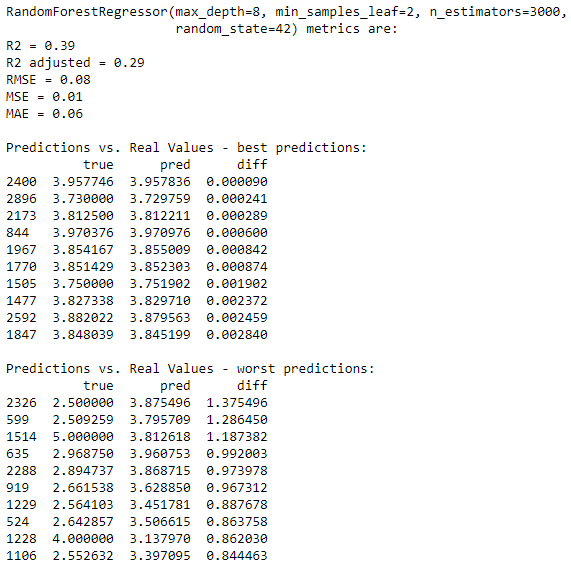 RandomForestRegressor(max_depth=8, min_samples_leaf=2, n_estimators=3000,
random_state=42) metrics are:
R2 = 0.39
R2 adjusted = 0.29
RMSE = 0.08
MSE = 0.01
MAE = 0.06
Predictions vs. Real Values - best predictions:
true pred diff
2400 3.957746 3.957836 0.000090
2896 3.730000 3.729759 0.000241
2173 3.812500 3.812211 0.000289
844 3.970376 3.970976 0.000600
1967 3.854167 3.855009 0.000842
1770 3.851429 3.852303 0.000874
1505 3.750000 3.751902 0.001902
1477 3.827338 3.829710 0.002372
2592 3.882022 3.879563 0.002459
1847 3.848039 3.845199 0.002840
Predictions vs. Real Values - worst predictions:
true pred diff
2326 2.500000 3.875496 1.375496
599 2.509259 3.795709 1.286450
1514 5.000000 3.812618 1.187382
635 2.968750 3.960753 0.992003
2288 2.894737 3.868715 0.973978
919 2.661538 3.628850 0.967312
1229 2.564103 3.451781 0.887678
524 2.642857 3.506615 0.863758
1228 4.000000 3.137970 0.862030
1106 2.552632 3.397095 0.844463